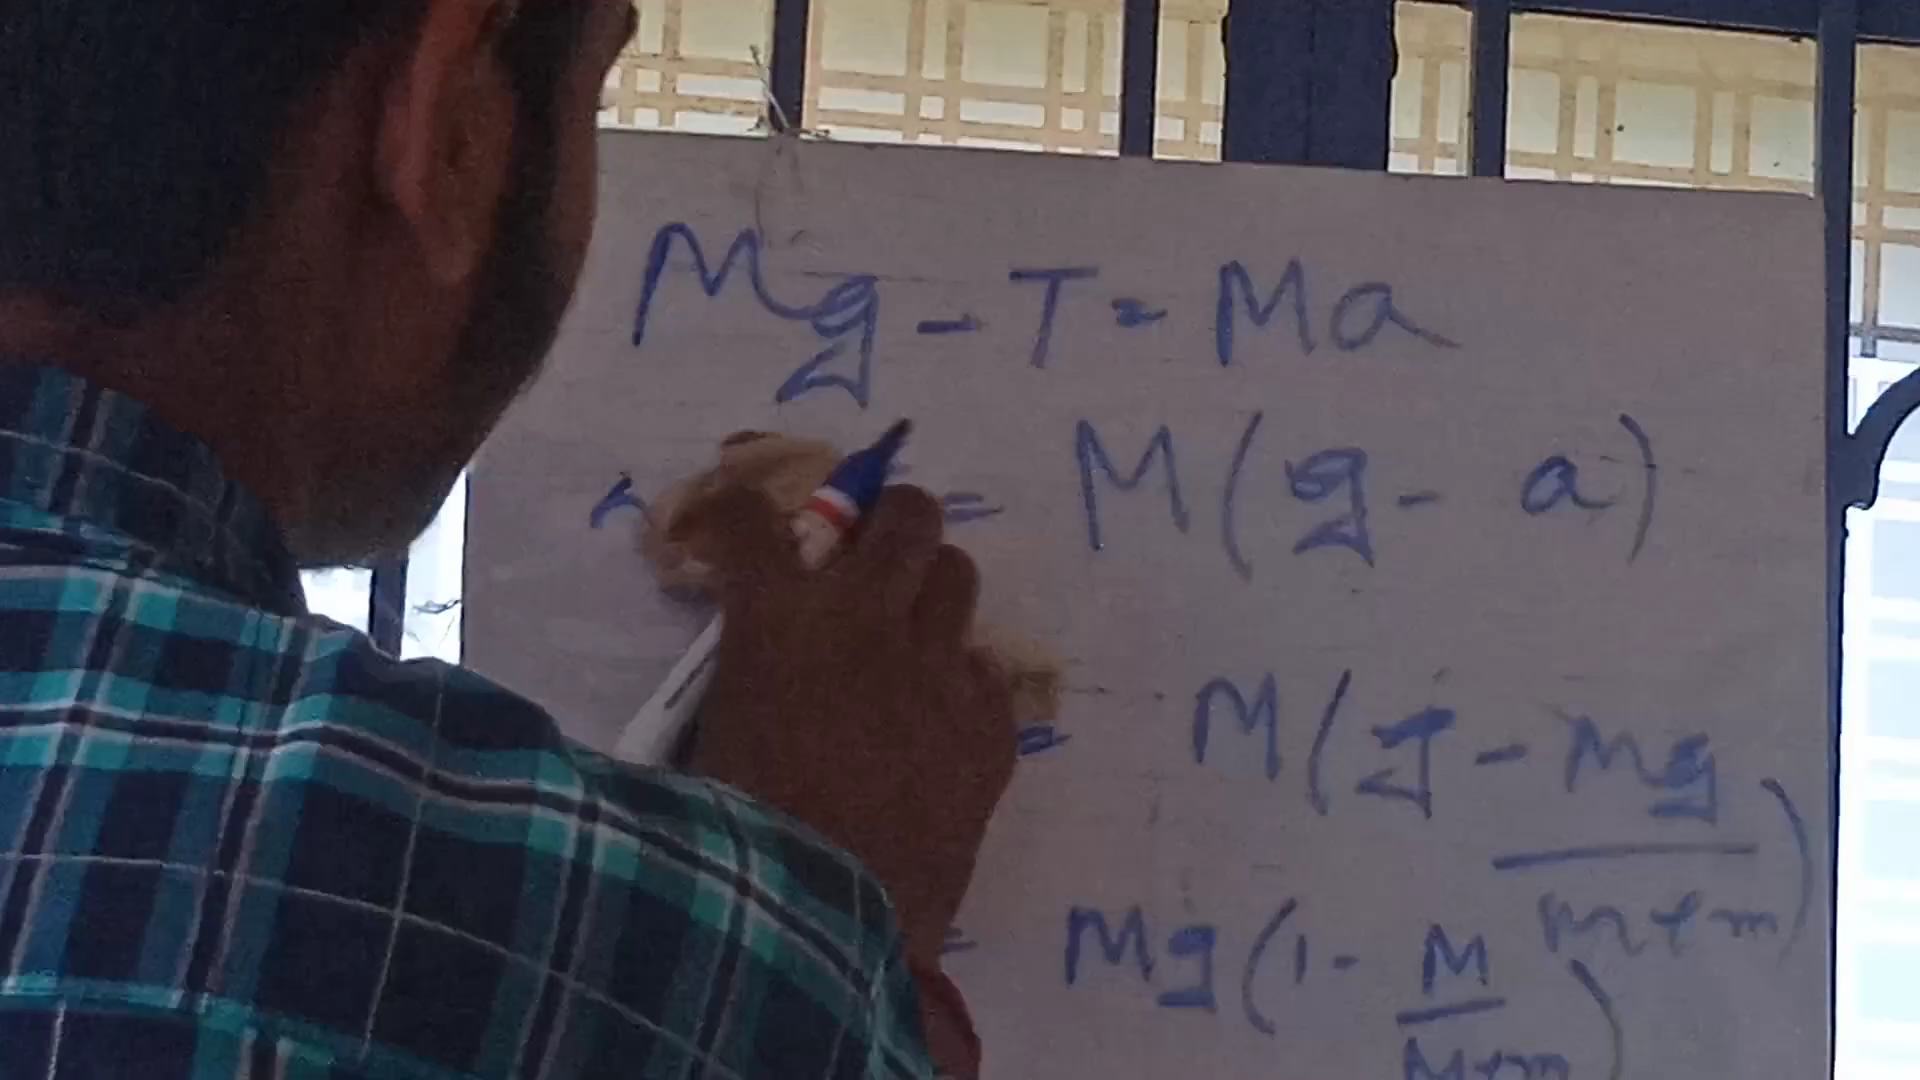 Mg - T = Ma
= M(g - a)
= M(g - Mg/m+m)
= Mg(1 - M/M+m)